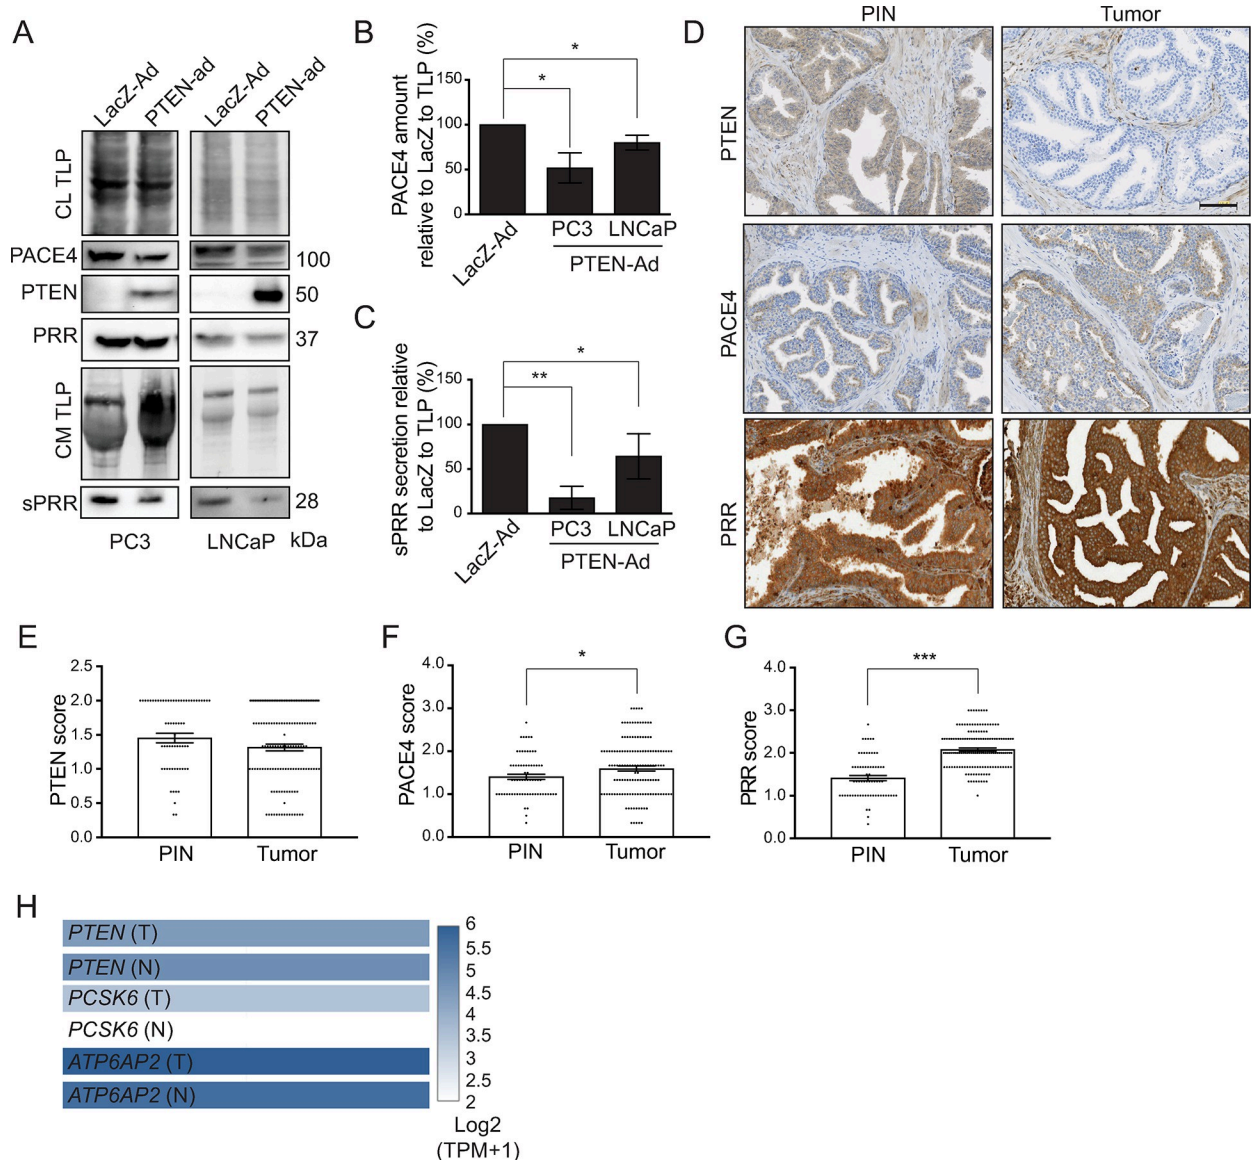 A
LacZ-Ad
PTEN-ad
LacZ-Ad
PTEN-ad
CL TLP
PACE4
100
PTEN
50
PRR
37
CM TLP
sPRR
28
PC3
LNCaP
kDa
B
PACE4 amount
relative to LacZ to TLP (%)
150
100
50
0
*
*
LacZ-Ad
PC3
LNCaP
PTEN-Ad
C
sPRR secretion relative
to LacZ to TLP (%)
150
100
50
0
**
*
LacZ-Ad
PC3
LNCaP
PTEN-Ad
D
PIN
Tumor
PTEN
PACE4
PRR
E
PTEN score
2.5
2.0
1.5
1.0
0.5
0.0
PIN
Tumor
F
PACE4 score
4.0
3.0
2.0
1.0
0.0
*
PIN
Tumor
G
PRR score
4.0
3.0
2.0
1.0
0.0
***
PIN
Tumor
H
PTEN (T)
PTEN (N)
PCSK6 (T)
PCSK6 (N)
ATP6AP2 (T)
ATP6AP2 (N)
6
5.5
5
4.5
4
3.5
3
2.5
2
Log2
(TPM+1)